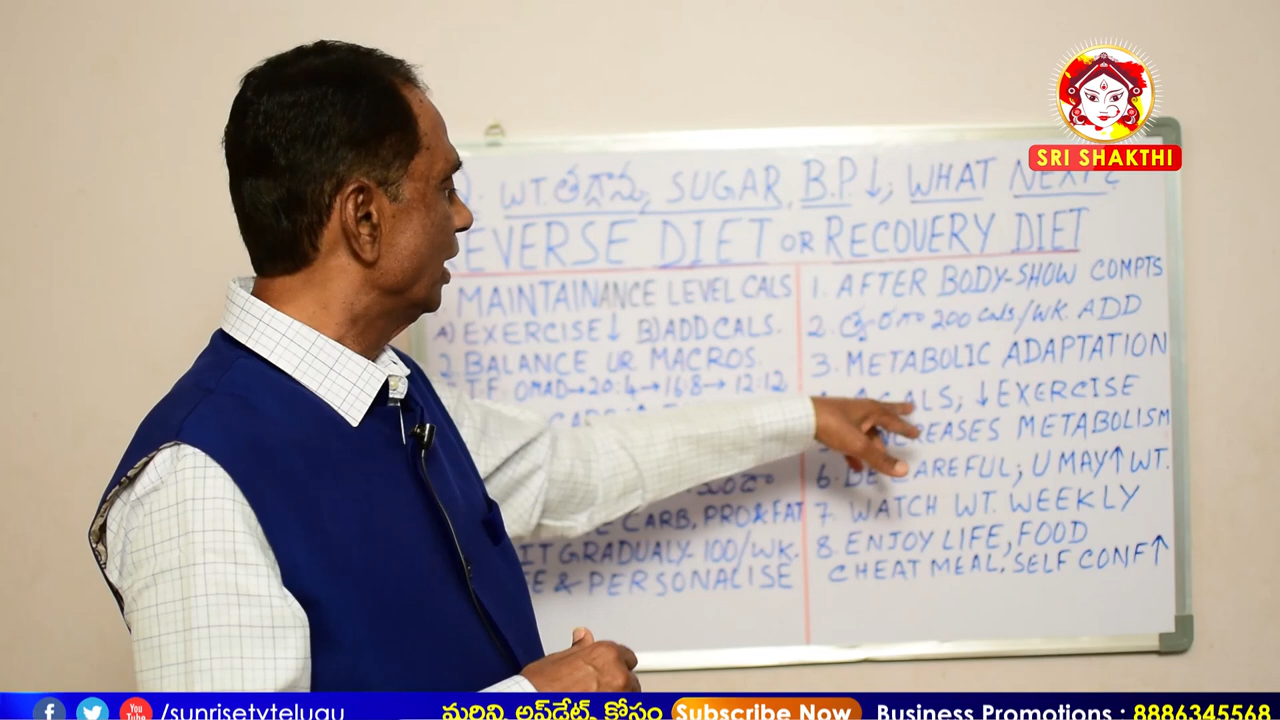 SRI SHAKTHI
WT. తగ్గాను, SUGAR, B.P↓, WHAT NEXT ?
REVERSE DIET OR RECOVERY DIET
MAINTAINANCE LEVEL CALS
A) EXERCISE↓ B) ADD CALS.
2. BALANCE UR MACROS.
I.F. OMAD→20:4→16:8→12:12
CARB, PRO & FAT
IT GRADUALY-100/WK.
& PERSONALISE
1. AFTER BODY-SHOW COMPTS
2. త్వరగా 200 cals/WK. ADD
3. METABOLIC ADAPTATION
CALS; ↓EXERCISE
INCREASES METABOLISM
6. BE CAREFUL; U MAY↑ WT.
7. WATCH WT. WEEKLY
8. ENJOY LIFE, FOOD
CHEAT MEAL. SELF CONF↑
/sunrisetvtelugu మరిన్ని అప్‌డేట్స్ కోసం Subscribe Now Business Promotions : 8886345568